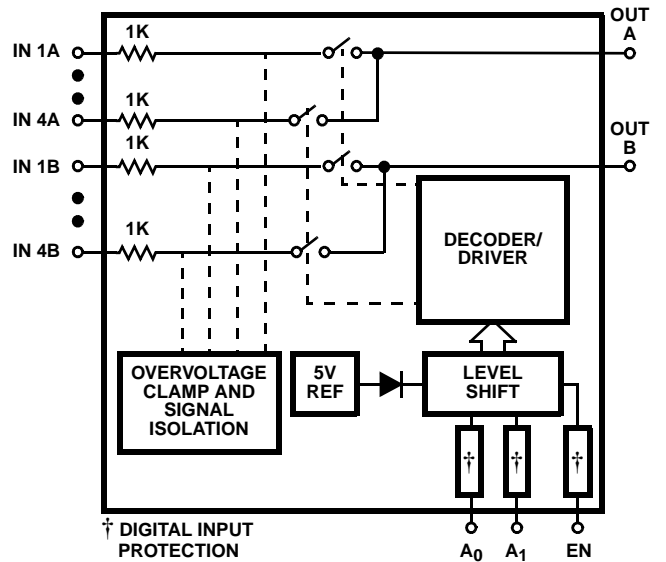 OUT
A
1K
IN 1A
1K
IN 4A
1K
OUT
B
IN 1B
1K
IN 4B
DECODER/
DRIVER
OVERVOLTAGE
CLAMP AND
SIGNAL
ISOLATION
5V
REF
LEVEL
SHIFT
† † †
† DIGITAL INPUT
PROTECTION
A0 A1 EN